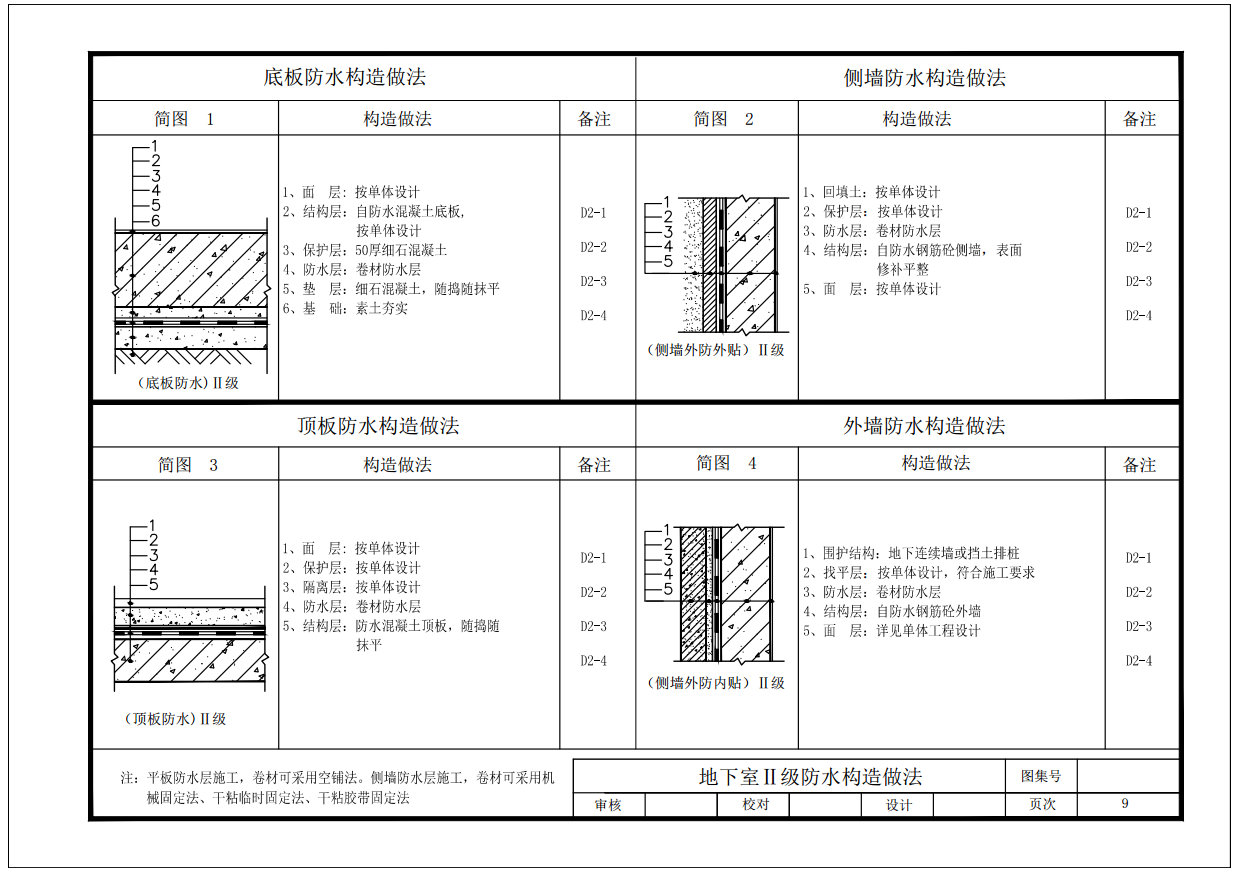 底板防水构造做法
简图 1
构造做法
备注
1
2
3
4
5
6
(底板防水)Ⅱ级
1、面 层: 按单体设计
2、结构层: 自防水混凝土底板,
按单体设计
3、保护层: 50厚细石混凝土
4、防水层: 卷材防水层
5、垫 层: 细石混凝土, 随捣随抹平
6、基 础: 素土夯实
D2-1
D2-2
D2-3
D2-4
侧墙防水构造做法
简图 2
构造做法
备注
1
2
3
4
5
(侧墙外防外贴) Ⅱ级
1、回填土: 按单体设计
2、保护层: 按单体设计
3、防水层: 卷材防水层
4、结构层: 自防水钢筋砼侧墙, 表面
修补平整
5、面 层: 按单体设计
D2-1
D2-2
D2-3
D2-4
顶板防水构造做法
简图 3
构造做法
备注
1
2
3
4
5
(顶板防水)Ⅱ级
1、面 层: 按单体设计
2、保护层: 按单体设计
3、隔离层: 按单体设计
4、防水层: 卷材防水层
5、结构层: 防水混凝土顶板, 随捣随
抹平
D2-1
D2-2
D2-3
D2-4
外墙防水构造做法
简图 4
构造做法
备注
1
2
3
4
5
(侧墙外防内贴) Ⅱ级
1、围护结构: 地下连续墙或挡土排桩
2、找平层: 按单体设计, 符合施工要求
3、防水层: 卷材防水层
4、结构层: 自防水钢筋砼外墙
5、面 层: 详见单体工程设计
D2-1
D2-2
D2-3
D2-4
注: 平板防水层施工, 卷材可采用空铺法。侧墙防水层施工, 卷材可采用机
械固定法、干粘临时固定法、干粘胶带固定法
地下室Ⅱ级防水构造做法
图集号
审核
校对
设计
页次
9